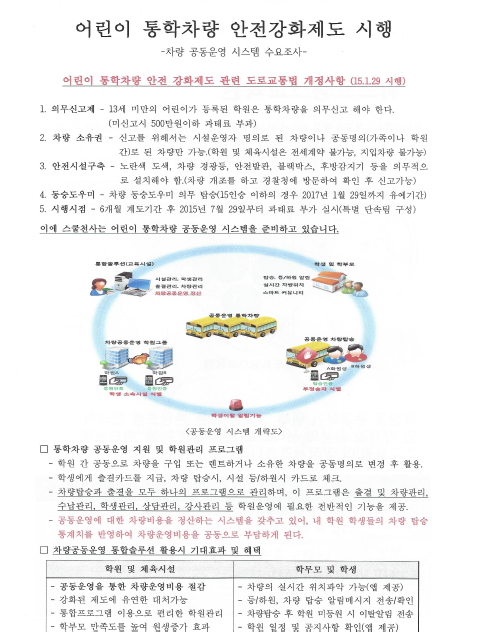 어린이 통학차량 안전강화제도 시행
-차량 공동운영 시스템 수요조사-
어린이 통학차량 안전 강화제도 관련 도로교통법 개정사항 (15.1.29 시행)
1. 의무신고제 - 13세 미만의 어린이가 등록된 학원은 통학차량을 의무신고 해야 한다.
(미신고시 500만원이하 과태료 부과)
2. 차량 소유권 - 신고를 위해서는 시설운영자 명의로 된 차량이나 공동명의(가족이나 학원
간)로 된 차량만 가능.(학원 및 체육시설은 전세계약 불가능, 지입차량 불가능)
3. 안전시설구축 - 노란색 도색, 차량 경광등, 안전발판, 블랙박스, 후방감지기 등을 의무적으
로 설치해야 함.(차량 개조를 하고 경찰청에 방문하여 확인 후 신고가능)
4. 동승도우미 - 차량 동승도우미 의무 탑승(15인승 이하의 경우 2017년 1월 29일까지 유예기간)
5. 시행시점 - 6개월 계도기간 후 2015년 7월 29일부터 과태료 부가 실시(특별 단속팀 구성)
이에 스쿨천사는 어린이 통학차량 공동운영 시스템을 준비하고 있습니다.
통합솔루션(교육시설)
시설관리, 학생관리
운행관리, 차량관리
차량공동운영 정산
학생 및 학부모
탑승, 등/하원 알림
실시간 차량위치
스마트 커뮤니티
공동운영 통학차량
차량공동운영 학원그룹
학원A
학원B
학생 소속시설 식별
공동운영 차량탑승
A학원생
B학원생
탑승인증
부정승차 식별
학생이탈 알림기능
<공동운영 시스템 개략도>
□ 통학차량 공동운영 지원 및 학원관리 프로그램
- 학원 간 공동으로 차량을 구입 또는 렌트하거나 소유한 차량을 공동명의로 변경 후 활용.
- 학생에게 출결카드를 지급, 차량 탑승시, 시설 등/하원시 카드로 체크.
- 차량탑승과 출결을 모두 하나의 프로그램으로 관리하며, 이 프로그램은 출결 및 차량관리,
수납관리, 학생관리, 상담관리, 강사관리 등 학원운영에 필요한 전반적인 기능을 제공.
- 공동운영에 대한 차량비용을 정산하는 시스템을 갖추고 있어, 내 학원 학생들의 차량 탑승
통계치를 반영하여 차량운영비용을 공동으로 부담하게 된다.
□ 차량공동운영 통합솔루션 활용시 기대효과 및 혜택
학원 및 체육시설
학부모 및 학생
- 공동운영을 통한 차량운영비용 절감
- 차량의 실시간 위치파악 가능(앱 제공)
- 강화된 제도에 유연한 대처가능
- 등/하원, 차량 탑승 알림메시지 전송/확인
- 통합프로그램 이용으로 편리한 학원관리
- 차량탑승 후 학원 미등원 시 이탈알림 전송
- 학부모 만족도를 높여 원생증가 효과
- 학원 일정 및 공지사항 확인(앱 제공)